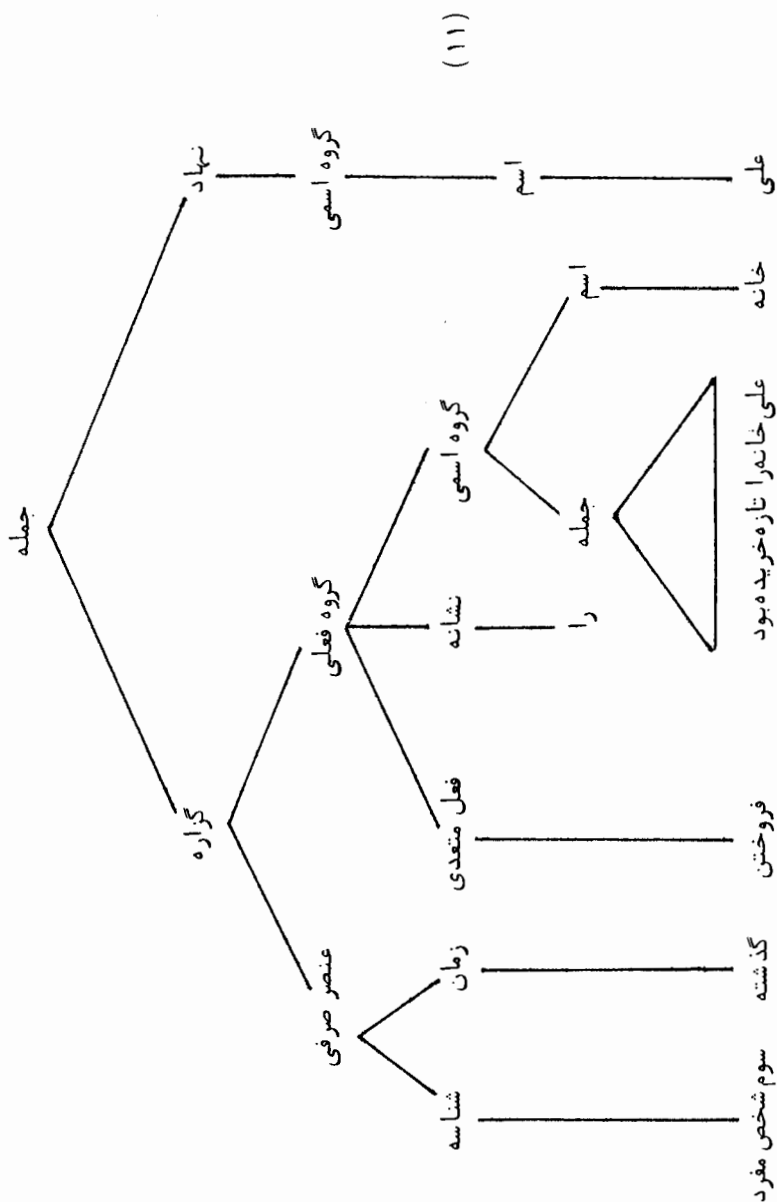 (۱۱)
جمله
نهاد
گزاره
گروه اسمی
گروه فعلی
عنصر صرفی
اسم
گروه اسمی
نشانه
فعل متعدی
زمان
شناسه
اسم
جمله
را
علی
خانه
علی خانه را تازه خریده بود
فروختن
گذشته
سوم شخص مفرد